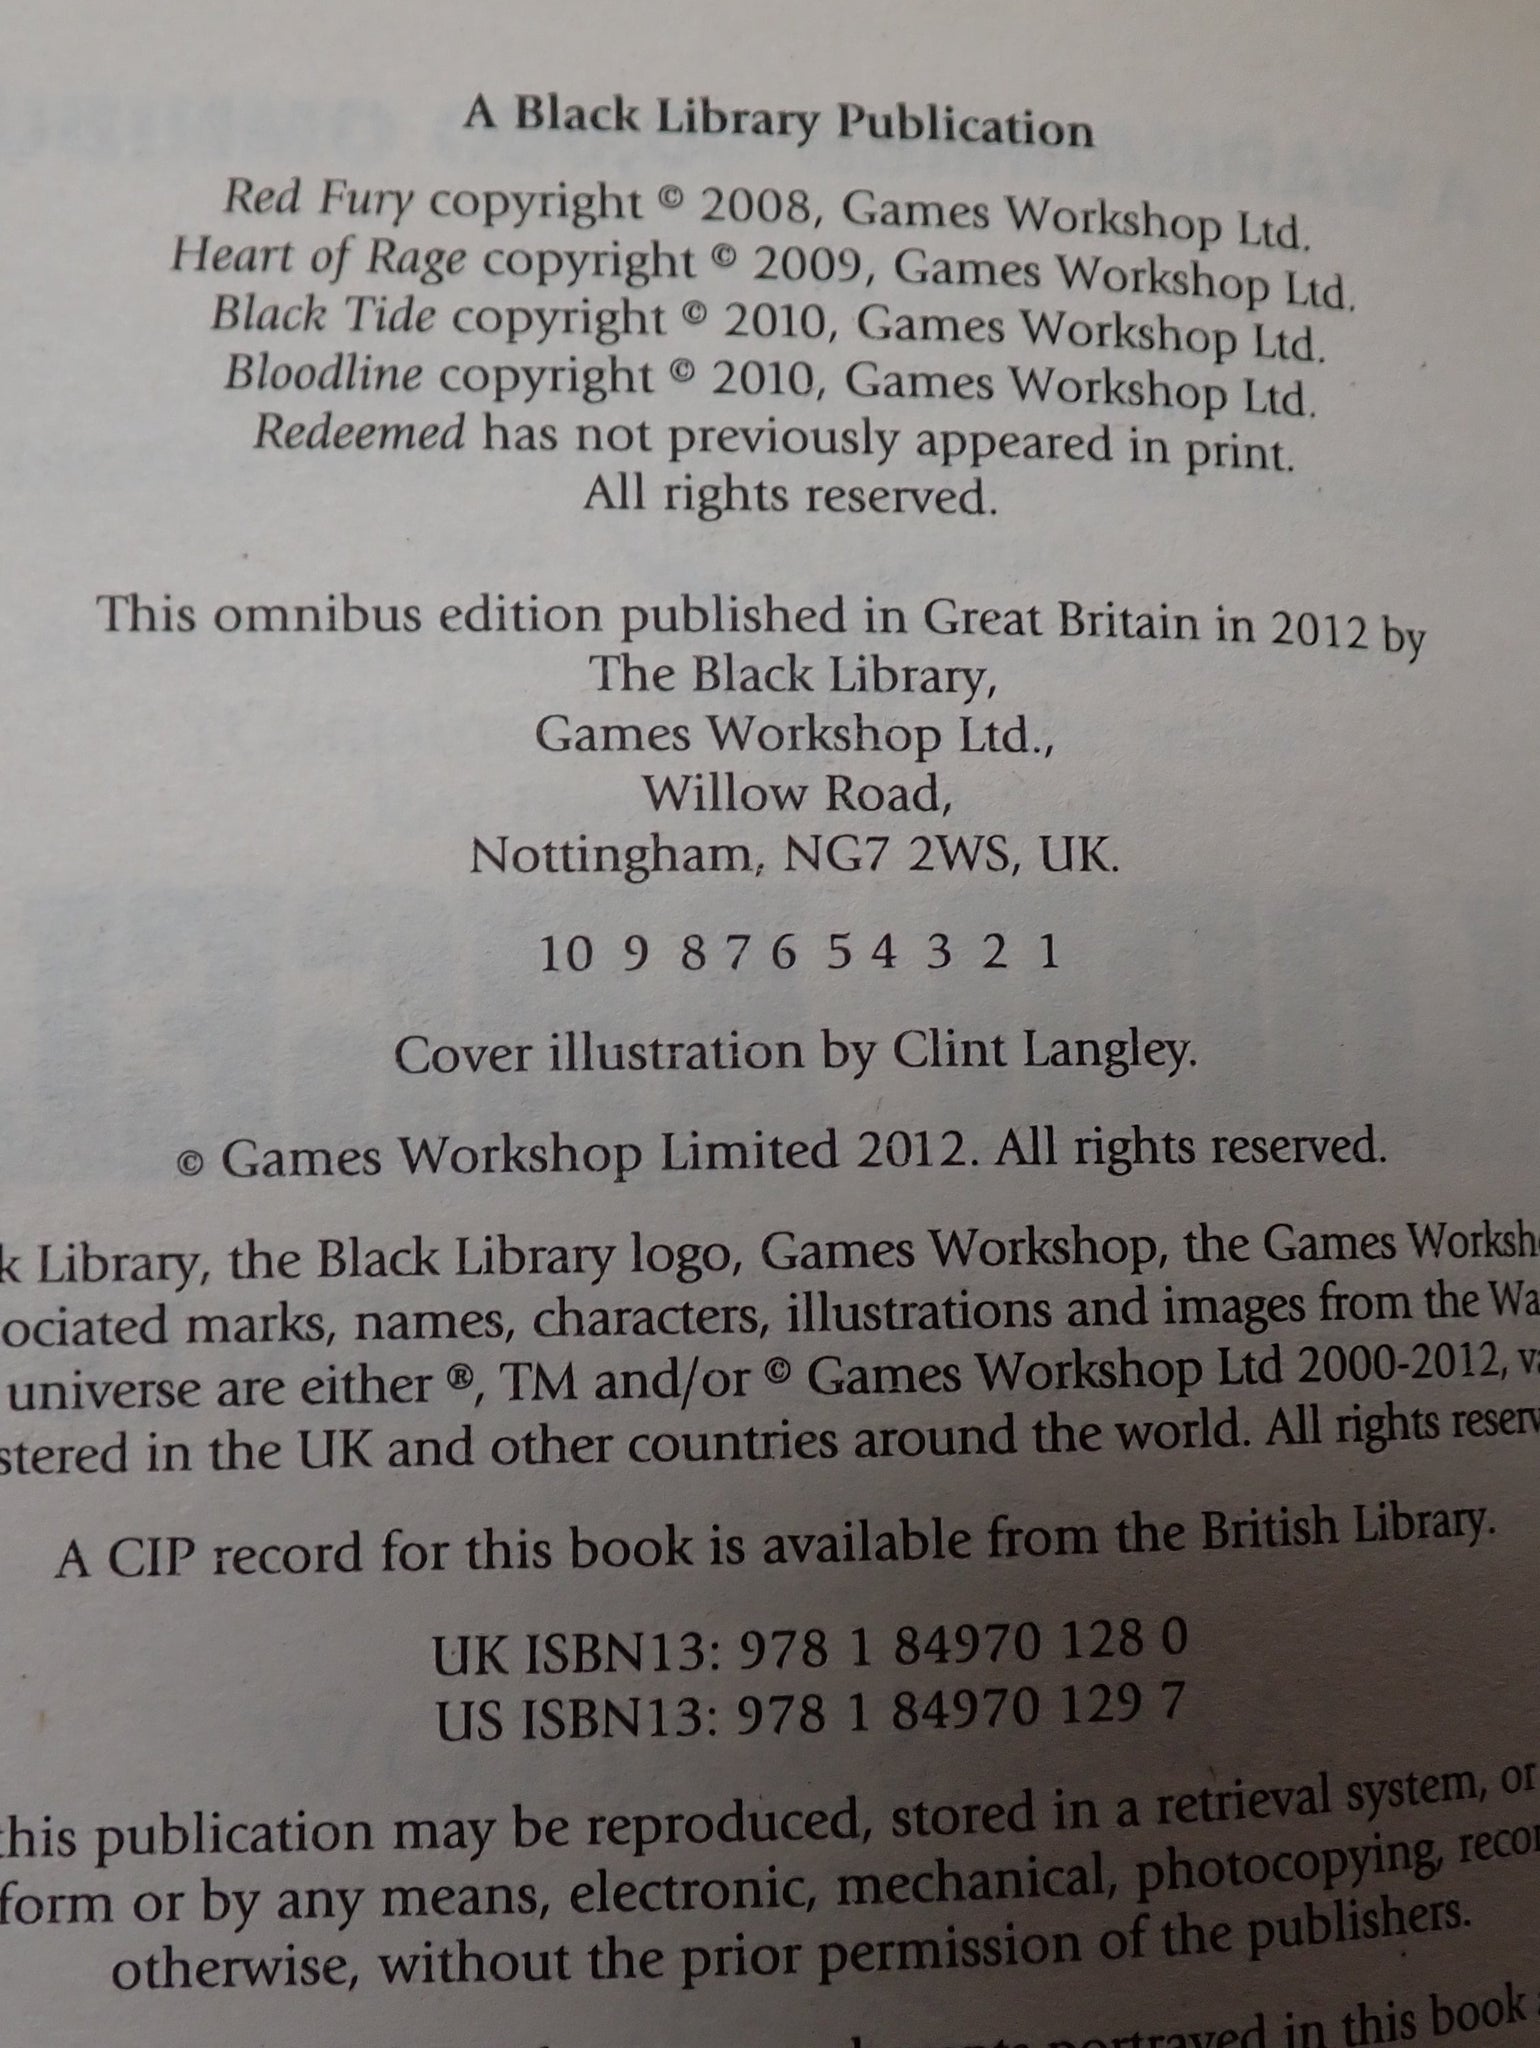 A Black Library Publication
Red Fury copyright © 2008, Games Workshop Ltd.
Heart of Rage copyright © 2009, Games Workshop Ltd.
Black Tide copyright © 2010, Games Workshop Ltd.
Bloodline copyright © 2010, Games Workshop Ltd.
Redeemed has not previously appeared in print.
All rights reserved.
This omnibus edition published in Great Britain in 2012 by
The Black Library,
Games Workshop Ltd.,
Willow Road,
Nottingham, NG7 2WS, UK.
10 9 8 7 6 5 4 3 2 1
Cover illustration by Clint Langley.
© Games Workshop Limited 2012. All rights reserved.
k Library, the Black Library logo, Games Workshop, the Games Worksh
ociated marks, names, characters, illustrations and images from the Wa
universe are either ®, TM and/or © Games Workshop Ltd 2000-2012, va
stered in the UK and other countries around the world. All rights reserv
A CIP record for this book is available from the British Library.
UK ISBN13: 978 1 84970 128 0
US ISBN13: 978 1 84970 129 7
this publication may be reproduced, stored in a retrieval system, or
form or by any means, electronic, mechanical, photocopying, recor
otherwise, without the prior permission of the publishers.
portrayed in this book